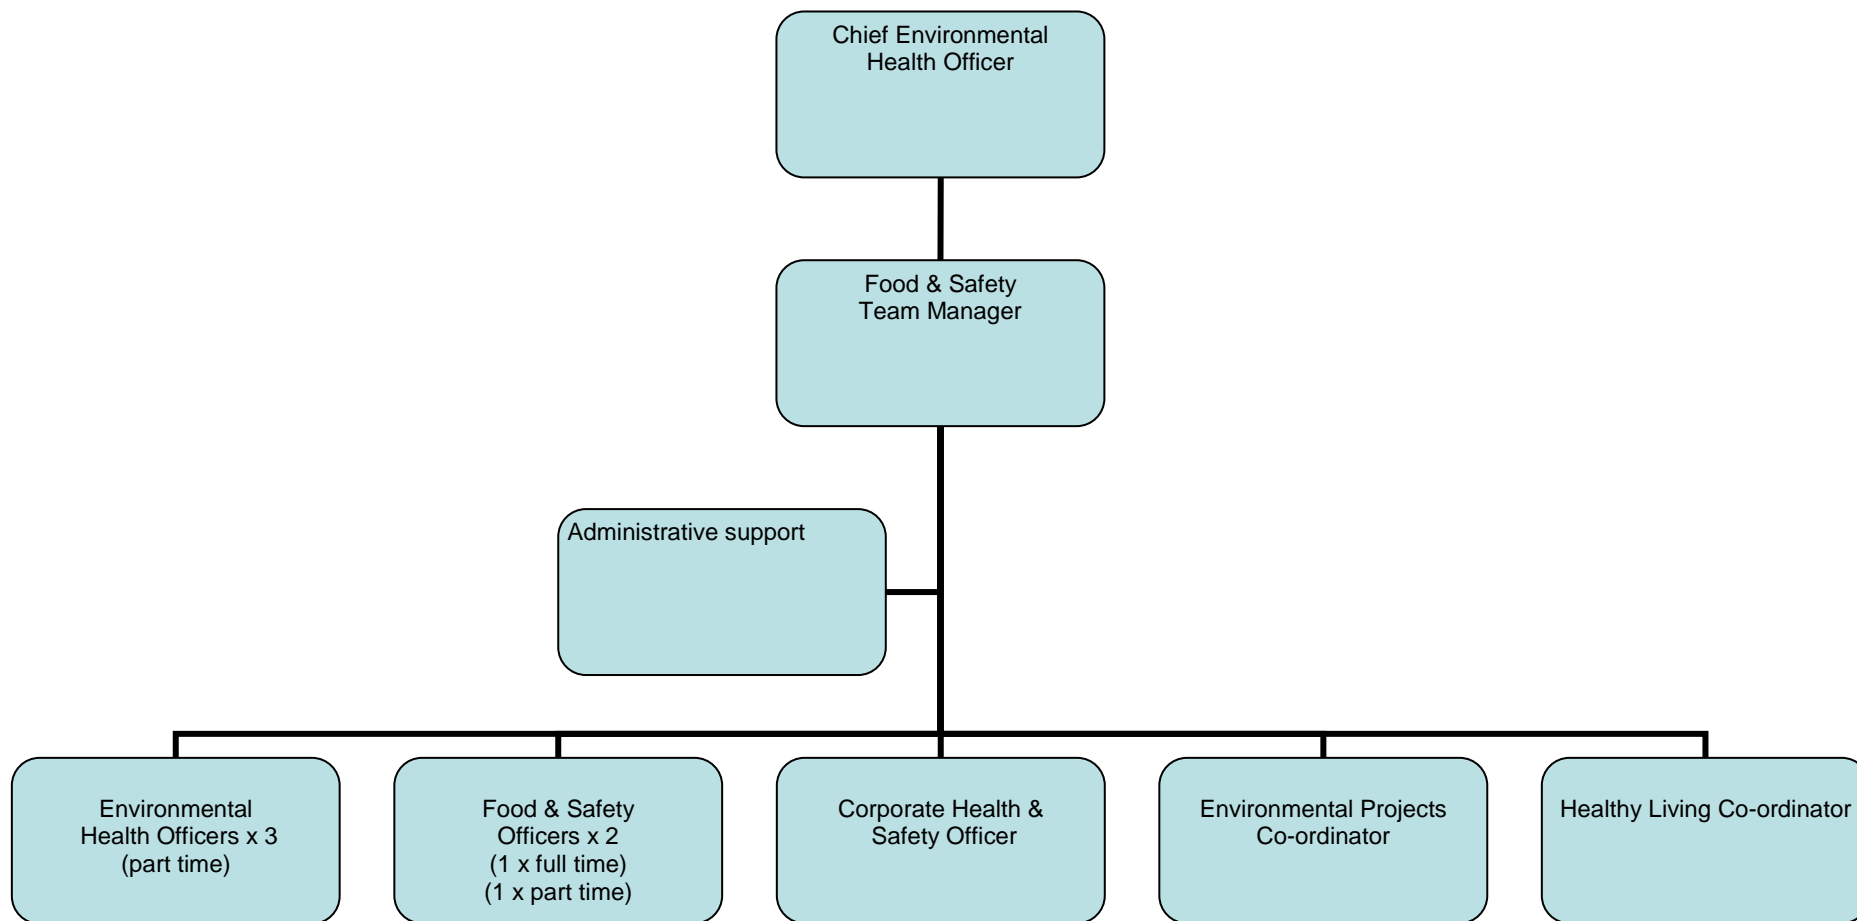 Chief Environmental
Health Officer
Food & Safety
Team Manager
Administrative support
Environmental
Health Officers x 3
(part time)
Food & Safety
Officers x 2
(1 x full time)
(1 x part time)
Corporate Health &
Safety Officer
Environmental Projects
Co-ordinator
Healthy Living Co-ordinator